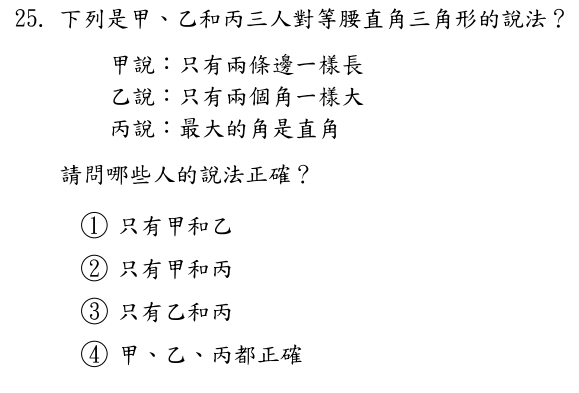 25. 下列是甲、乙和丙三人對等腰直角三角形的說法？
甲說：只有兩條邊一樣長
乙說：只有兩個角一樣大
丙說：最大的角是直角
請問哪些人的說法正確？
① 只有甲和乙
② 只有甲和丙
③ 只有乙和丙
④ 甲、乙、丙都正確